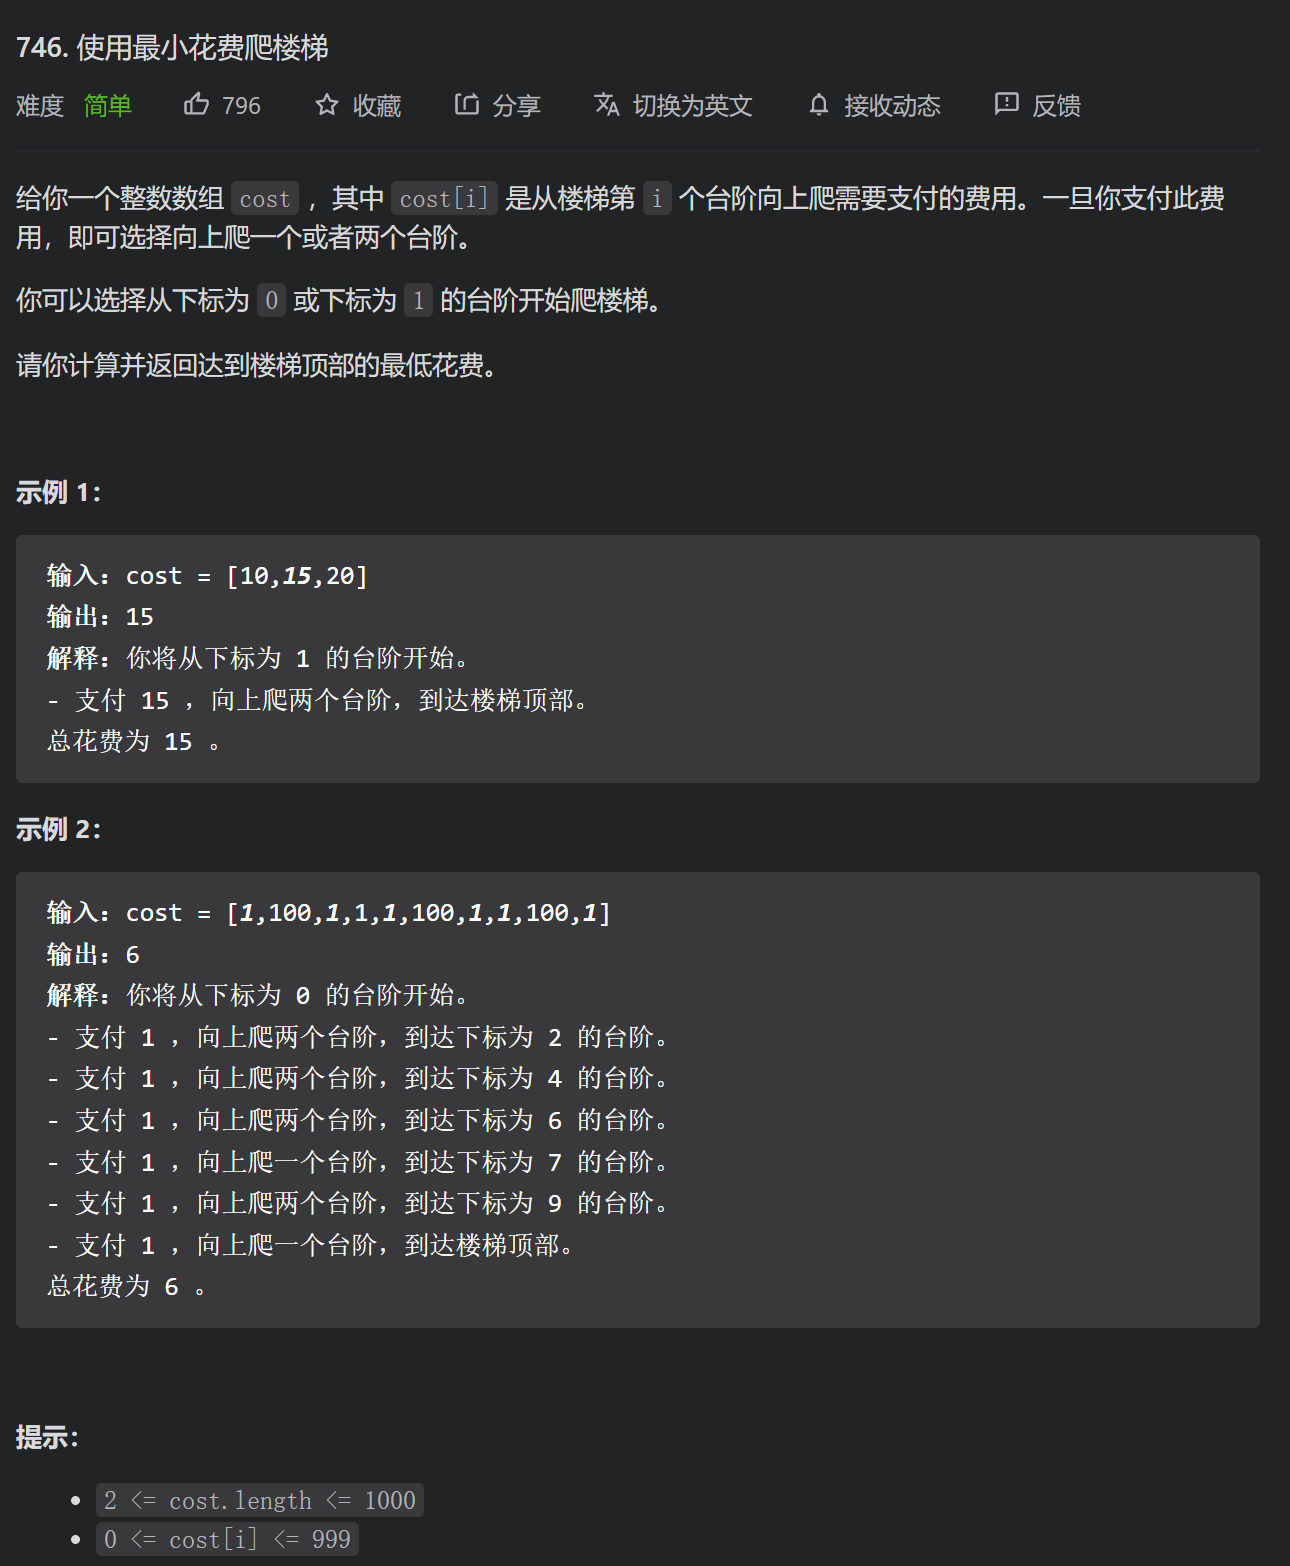 746. 使用最小花费爬楼梯
难度 简单 796 收藏 分享 切换为英文 接收动态 反馈
给你一个整数数组 cost ，其中 cost[i] 是从楼梯第 i 个台阶向上爬需要支付的费用。一旦你支付此费
用，即可选择向上爬一个或者两个台阶。
你可以选择从下标为 0 或下标为 1 的台阶开始爬楼梯。
请你计算并返回达到楼梯顶部的最低花费。
示例 1：
输入：cost = [10,15,20]
输出：15
解释：你将从下标为 1 的台阶开始。
- 支付 15 ，向上爬两个台阶，到达楼梯顶部。
总花费为 15 。
示例 2：
输入：cost = [1,100,1,1,1,100,1,1,100,1]
输出：6
解释：你将从下标为 0 的台阶开始。
- 支付 1 ，向上爬两个台阶，到达下标为 2 的台阶。
- 支付 1 ，向上爬两个台阶，到达下标为 4 的台阶。
- 支付 1 ，向上爬两个台阶，到达下标为 6 的台阶。
- 支付 1 ，向上爬一个台阶，到达下标为 7 的台阶。
- 支付 1 ，向上爬两个台阶，到达下标为 9 的台阶。
- 支付 1 ，向上爬一个台阶，到达楼梯顶部。
总花费为 6 。
提示：
• 2 <= cost.length <= 1000
• 0 <= cost[i] <= 999